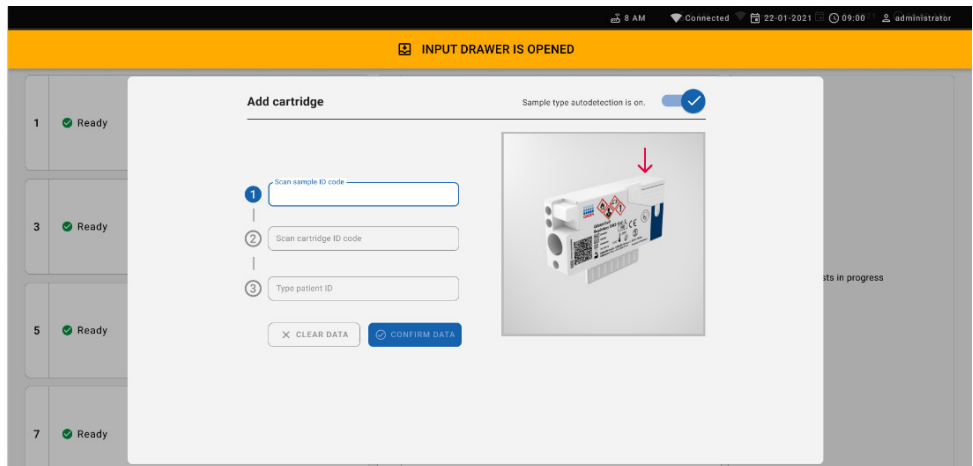 8 AM Connected 22-01-2021 09:00 administrator
INPUT DRAWER IS OPENED
Add cartridge
Sample type autodetection is on.
1 Ready
Scan sample ID code
1
2 Scan cartridge ID code
3 Ready
3 Type patient ID
sts in progress
5 Ready
CLEAR DATA
CONFIRM DATA
7 Ready